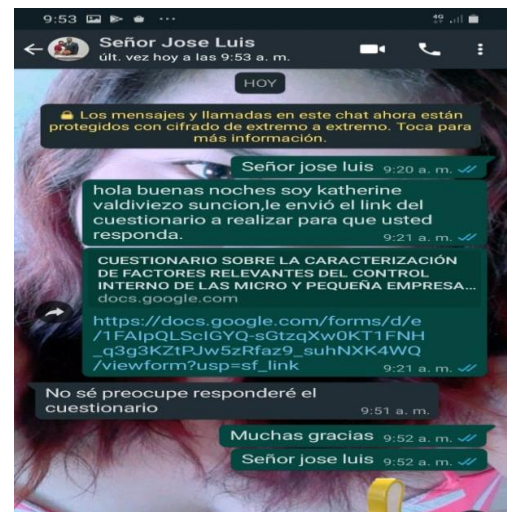 9:53
4G
Señor Jose Luis
últ. vez hoy a las 9:53 a. m.
HOY
Los mensajes y llamadas en este chat ahora están
protegidos con cifrado de extremo a extremo. Toca para
más información.
Señor jose luis 9:20 a. m.
hola buenas noches soy katherine
valdiviezo suncion,le envió el link del
cuestionario a realizar para que usted
responda.
9:21 a. m.
CUESTIONARIO SOBRE LA CARACTERIZACIÓN
DE FACTORES RELEVANTES DEL CONTROL
INTERNO DE LAS MICRO Y PEQUEÑA EMPRESA...
docs.google.com
https://docs.google.com/forms/d/e
/1FAIpQLScIGYQ-sGtzqXw0KT1FNH
_q3g3KZtPJw5zRfaz9_suhNXK4WQ
/viewform?usp=sf_link
9:21 a. m.
No sé preocupe responderé el
cuestionario
9:51 a. m.
Muchas gracias 9:52 a. m.
Señor jose luis 9:52 a. m.